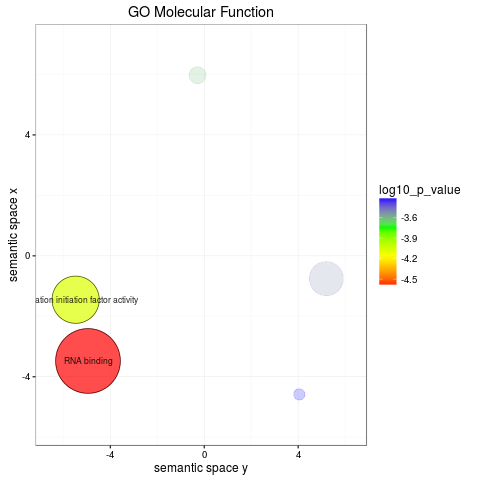 GO Molecular Function
semantic space x
4
0
-4
ation initiation factor activity
RNA binding
-4
0
4
semantic space y
log10_p_value
-3.6
-3.9
-4.2
-4.5